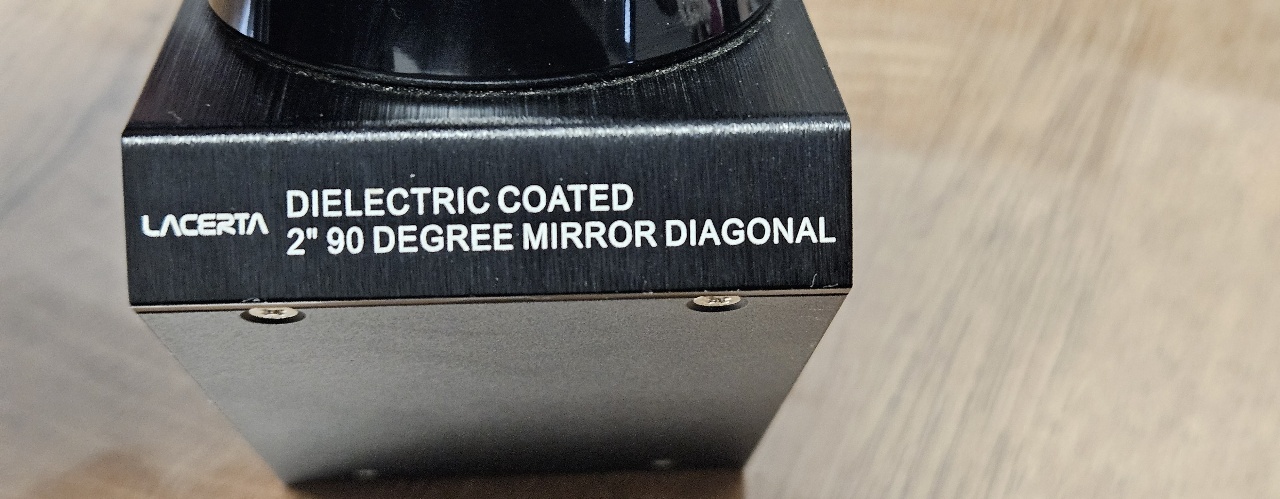 LACERTA
DIELECTRIC COATED
2" 90 DEGREE MIRROR DIAGONAL